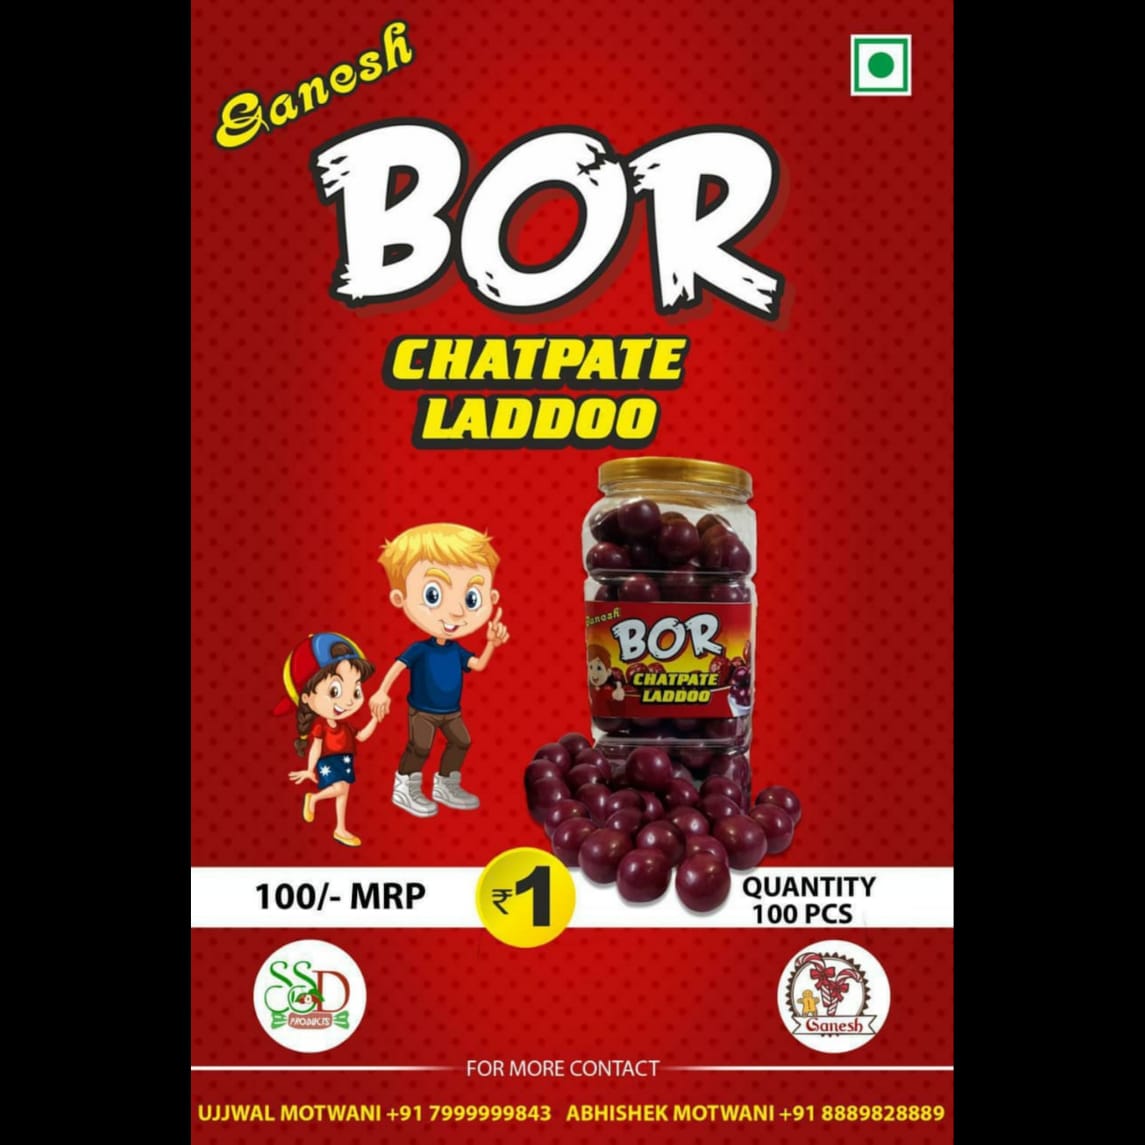 Ganesh
BOR
CHATPATE
LADDOO
Ganesh
BOR
CHATPATE
LADDOO
100/- MRP
₹1
QUANTITY
100 PCS
SSD
PRODUCTS
Ganesh
FOR MORE CONTACT
UJJWAL MOTWANI +91 7999999843 ABHISHEK MOTWANI +91 8889828889